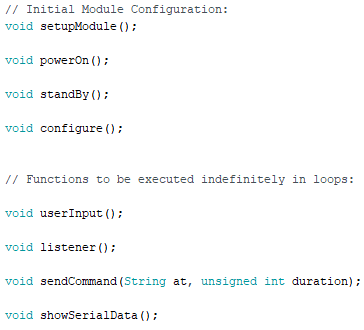 // Initial Module Configuration:
void setupModule();
void powerOn();
void standBy();
void configure();
// Functions to be executed indefinitely in loops:
void userInput();
void listener();
void sendCommand(String at, unsigned int duration);
void showSerialData();